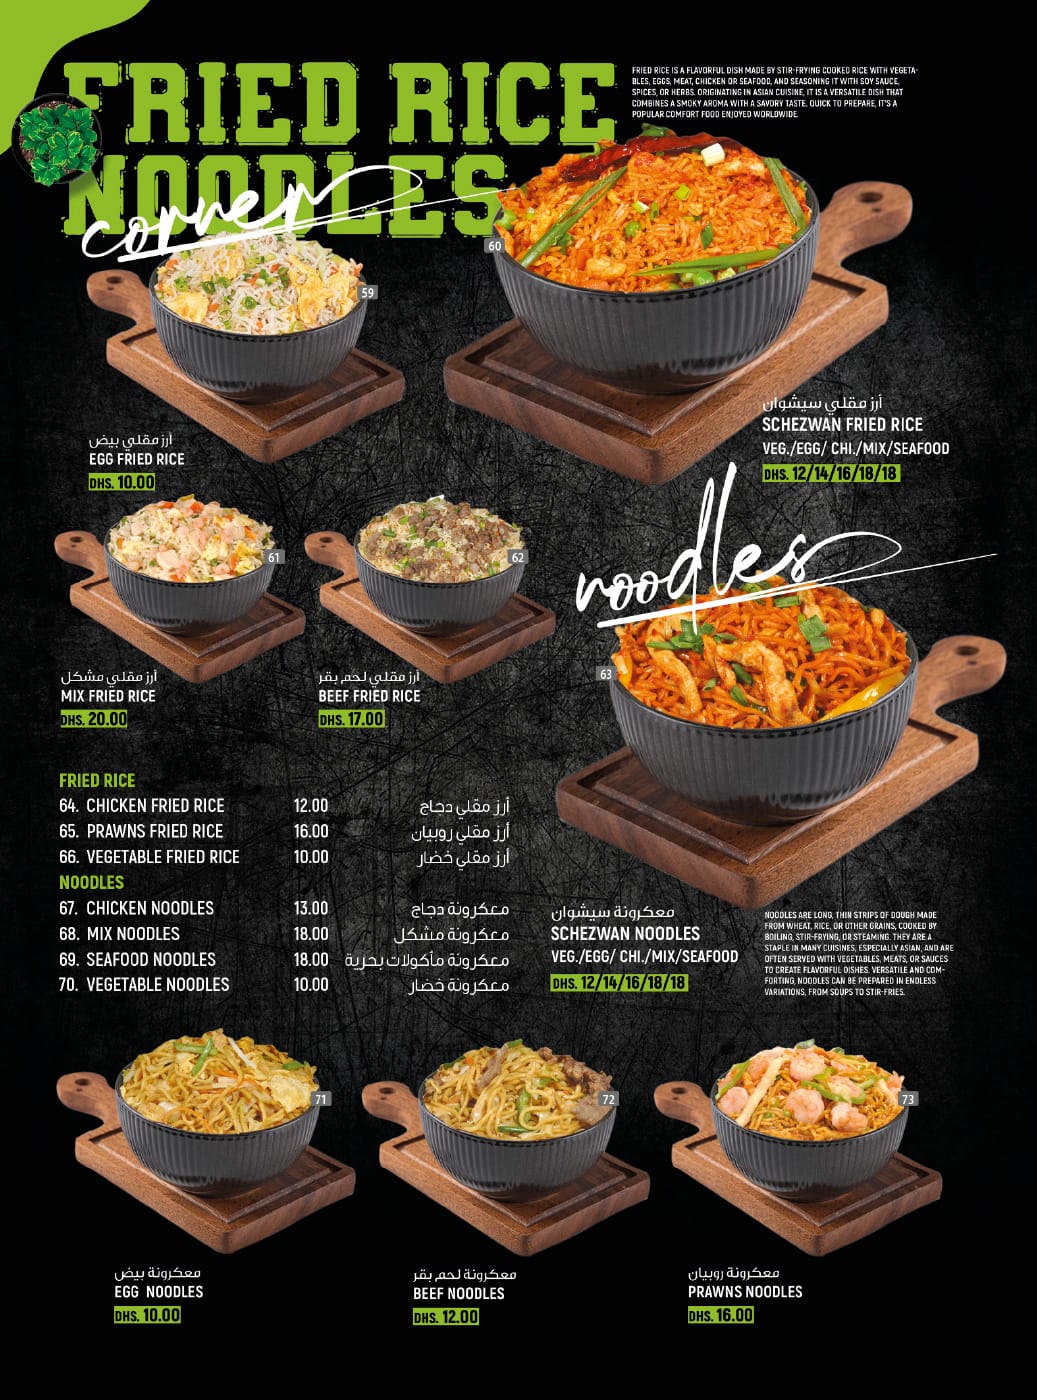 FRIED RICE
NOODLES
corner
FRIED RICE IS A FLAVORFUL DISH MADE BY STIR-FRYING COOKED RICE WITH VEGETA-
BLES, EGGS, MEAT, CHICKEN OR SEAFOOD, AND SEASONING IT WITH SOY SAUCE,
SPICES, OR HERBS. ORIGINATING IN ASIAN CUISINE, IT IS A VERSATILE DISH THAT
COMBINES A SMOKY AROMA WITH A SAVORY TASTE. QUICK TO PREPARE, IT'S A
POPULAR COMFORT FOOD ENJOYED WORLDWIDE.
60
59
أرز مقلي سيشوان
SCHEZWAN FRIED RICE
VEG./EGG/ CHI./MIX/SEAFOOD
DHS. 12/14/16/18/18
أرز مقلي بيض
EGG FRIED RICE
DHS. 10.00
61
62
noodles
63
أرز مقلي مشكل
MIX FRIED RICE
DHS. 20.00
أرز مقلي لحم بقر
BEEF FRIED RICE
DHS. 17.00
FRIED RICE
64. CHICKEN FRIED RICE 12.00 أرز مقلي دجاج
65. PRAWNS FRIED RICE 16.00 أرز مقلي روبيان
66. VEGETABLE FRIED RICE 10.00 أرز مقلي خضار
NOODLES
67. CHICKEN NOODLES 13.00 معكرونة دجاج
68. MIX NOODLES 18.00 معكرونة مشكل
69. SEAFOOD NOODLES 18.00 معكرونة مأكولات بحرية
70. VEGETABLE NOODLES 10.00 معكرونة خضار
معكرونة سيشوان
SCHEZWAN NOODLES
VEG./EGG/ CHI./MIX/SEAFOOD
DHS. 12/14/16/18/18
NOODLES ARE LONG, THIN STRIPS OF DOUGH MADE
FROM WHEAT, RICE, OR OTHER GRAINS, COOKED BY
BOILING, STIR-FRYING, OR STEAMING. THEY ARE A
STAPLE IN MANY CUISINES, ESPECIALLY ASIAN, AND ARE
OFTEN SERVED WITH VEGETABLES, MEATS, OR SAUCES
TO CREATE FLAVORFUL DISHES. VERSATILE AND COM-
FORTING, NOODLES CAN BE PREPARED IN ENDLESS
VARIATIONS, FROM SOUPS TO STIR-FRIES.
71
72
73
معكرونة بيض
EGG NOODLES
DHS. 10.00
معكرونة لحم بقر
BEEF NOODLES
DHS. 12.00
معكرونة روبيان
PRAWNS NOODLES
DHS. 16.00